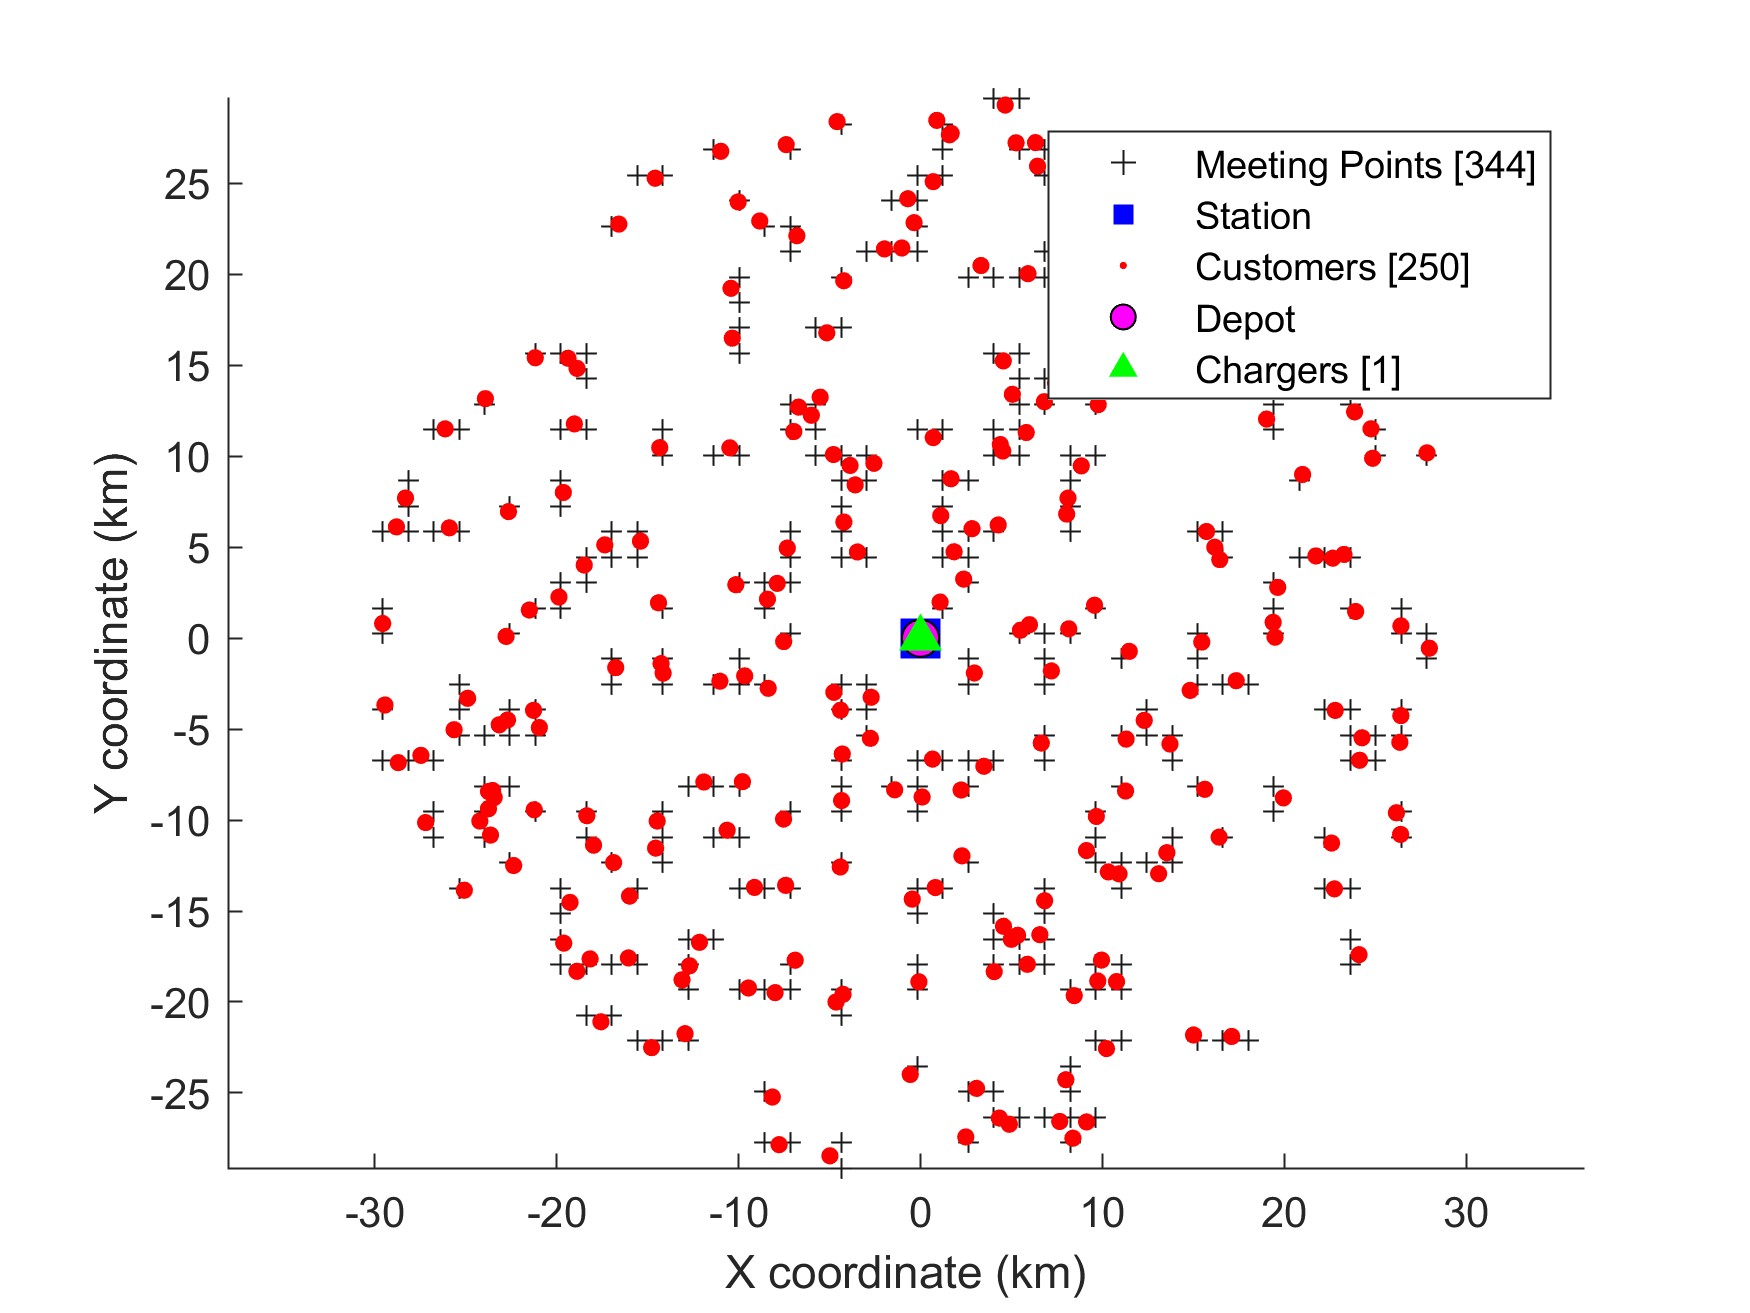 25
20
15
10
5
0
-5
-10
-15
-20
-25
Y coordinate (km)
Meeting Points [344]
Station
Customers [250]
Depot
Chargers [1]
-30 -20 -10 0 10 20 30
X coordinate (km)